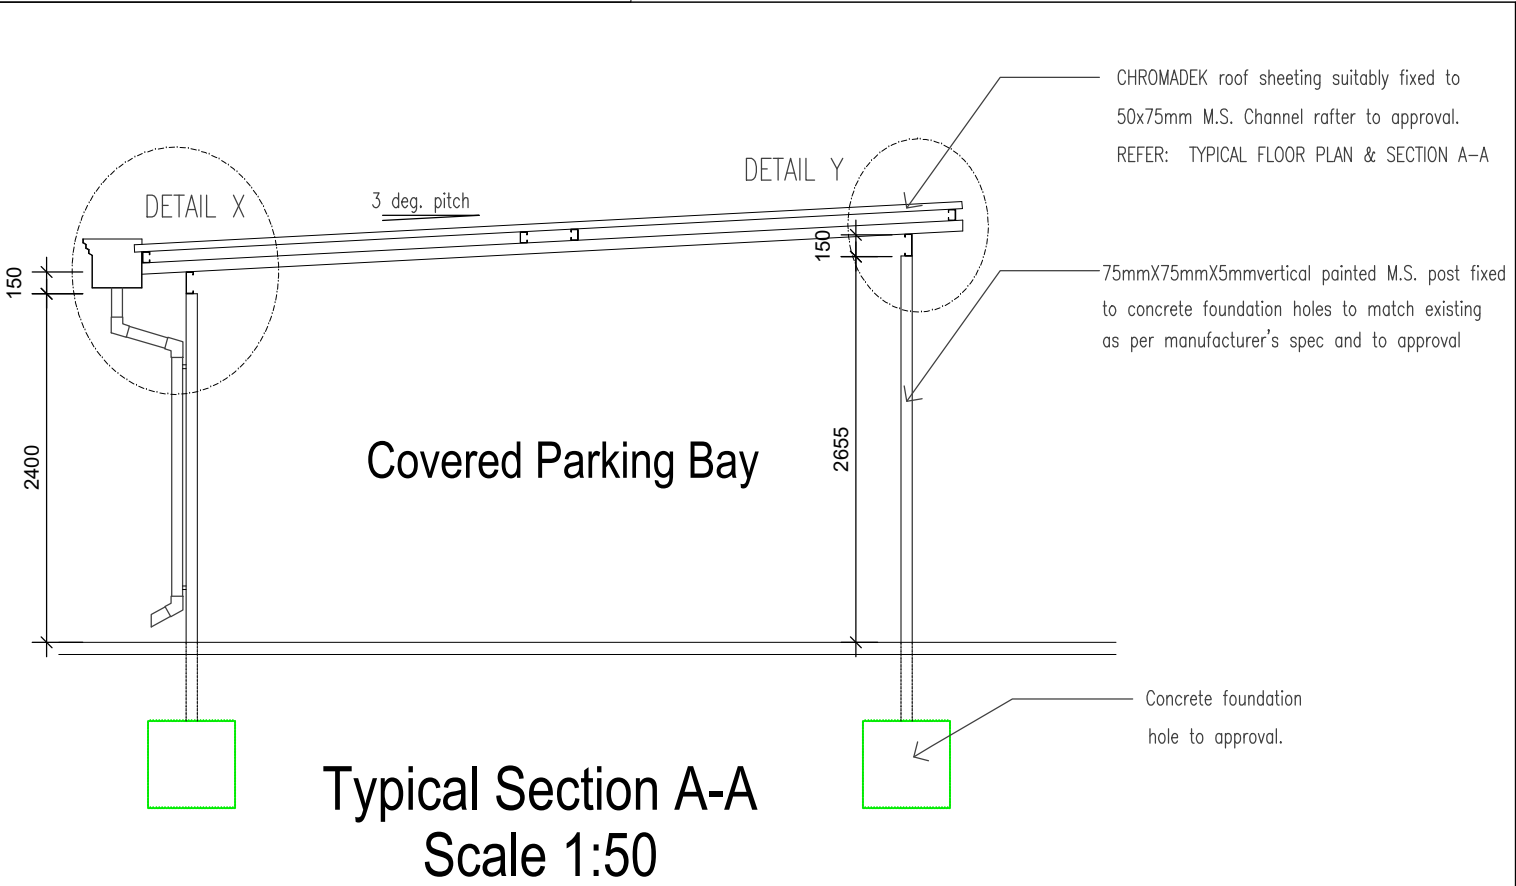 CHROMADEK roof sheeting suitably fixed to
50x75mm M.S. Channel rafter to approval.
REFER: TYPICAL FLOOR PLAN & SECTION A-A
DETAIL Y
DETAIL X
3 deg. pitch
150
150
75mmX75mmX5mmvertical painted M.S. post fixed
to concrete foundation holes to match existing
as per manufacturer's spec and to approval
2400
Covered Parking Bay
2655
Concrete foundation
hole to approval.
Typical Section A-A
Scale 1:50